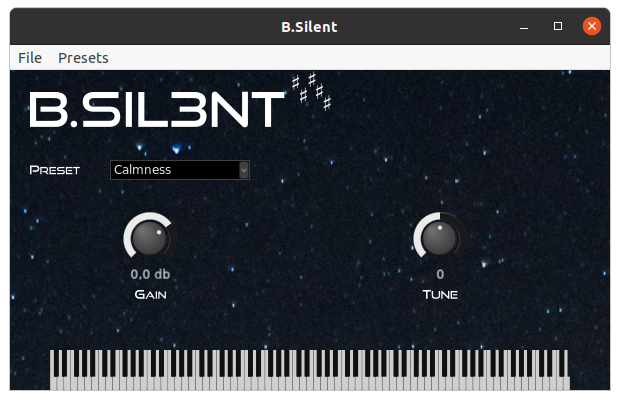 B.Silent
File Presets
B.SIL3NT
Preset Calmness
0,0 db 0
Gain Tune